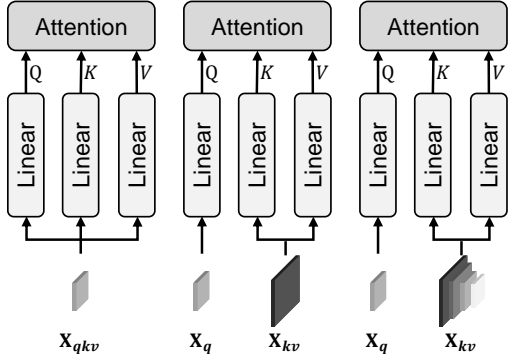 Attention Attention Attention
Q K V Q K V Q K V
Linear Linear Linear Linear Linear Linear Linear Linear Linear
X_qkv X_q X_kv X_q X_kv